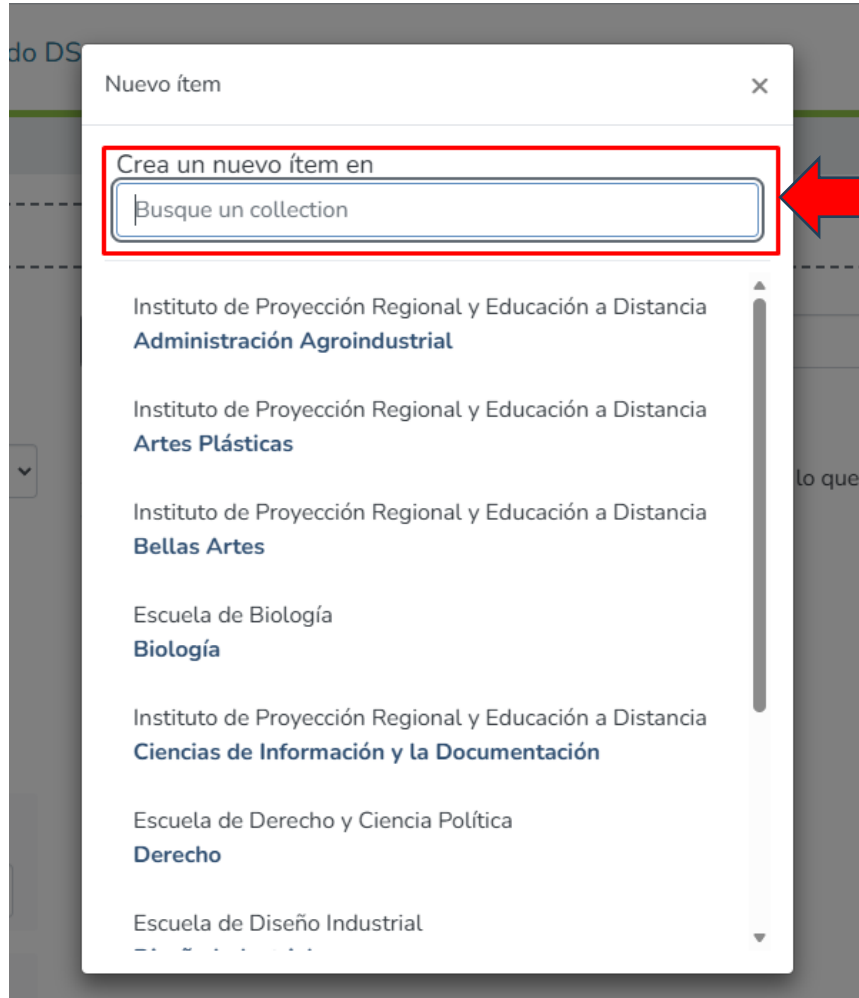 do DS
Nuevo ítem
×
Crea un nuevo ítem en
Busque un collection
Instituto de Proyección Regional y Educación a Distancia
Administración Agroindustrial
Instituto de Proyección Regional y Educación a Distancia
Artes Plásticas
lo que
Instituto de Proyección Regional y Educación a Distancia
Bellas Artes
Escuela de Biología
Biología
Instituto de Proyección Regional y Educación a Distancia
Ciencias de Información y la Documentación
Escuela de Derecho y Ciencia Política
Derecho
Escuela de Diseño Industrial